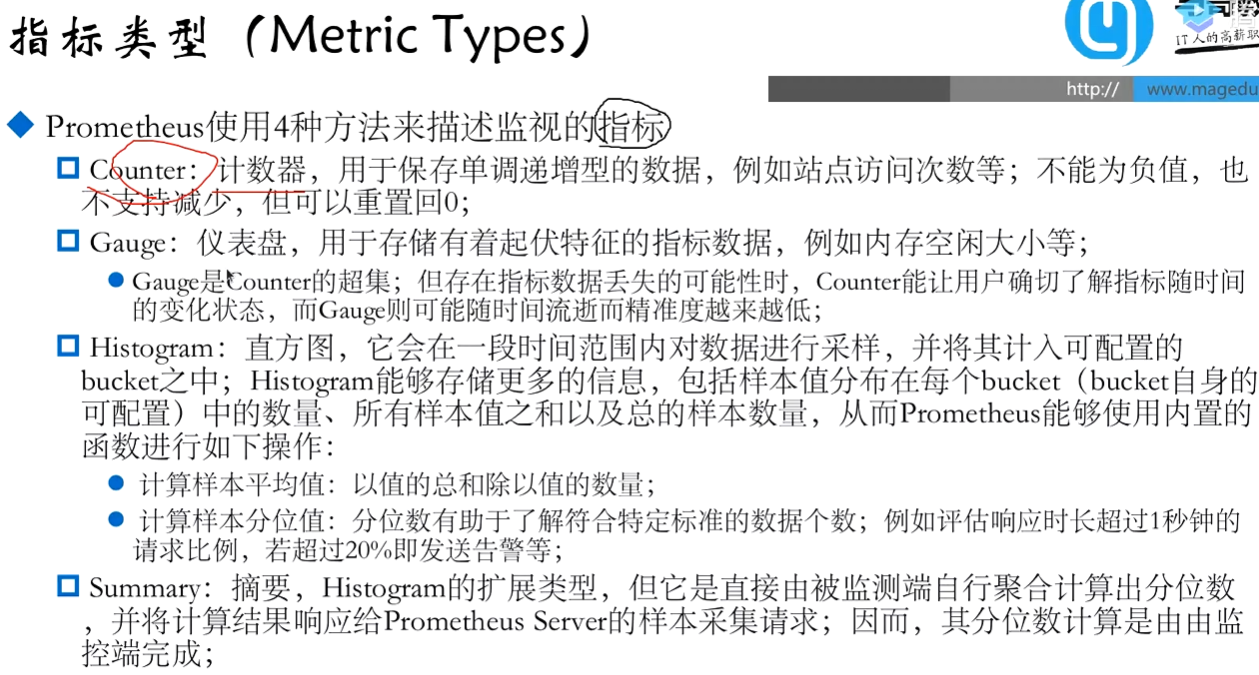 指标类型（Metric Types）
IT人的高薪职
http:// www.magedu
Prometheus使用4种方法来描述监视的指标
Counter：计数器，用于保存单调递增型的数据，例如站点访问次数等；不能为负值，也
不支持减少，但可以重置回0；
Gauge：仪表盘，用于存储有着起伏特征的指标数据，例如内存空闲大小等；
Gauge是Counter的超集；但存在指标数据丢失的可能性时，Counter能让用户确切了解指标随时间
的变化状态，而Gauge则可能随时间流逝而精准度越来越低；
Histogram：直方图，它会在一段时间范围内对数据进行采样，并将其计入可配置的
bucket之中；Histogram能够存储更多的信息，包括样本值分布在每个bucket（bucket自身的
可配置）中的数量、所有样本值之和以及总的样本数量，从而Prometheus能够使用内置的
函数进行如下操作：
计算样本平均值：以值的总和除以值的数量；
计算样本分位值：分位数有助于了解符合特定标准的数据个数；例如评估响应时长超过1秒钟的
请求比例，若超过20%即发送告警等；
Summary：摘要，Histogram的扩展类型，但它是直接由被监测端自行聚合计算出分位数
，并将计算结果响应给Prometheus Server的样本采集请求；因而，其分位数计算是由由监
控端完成；